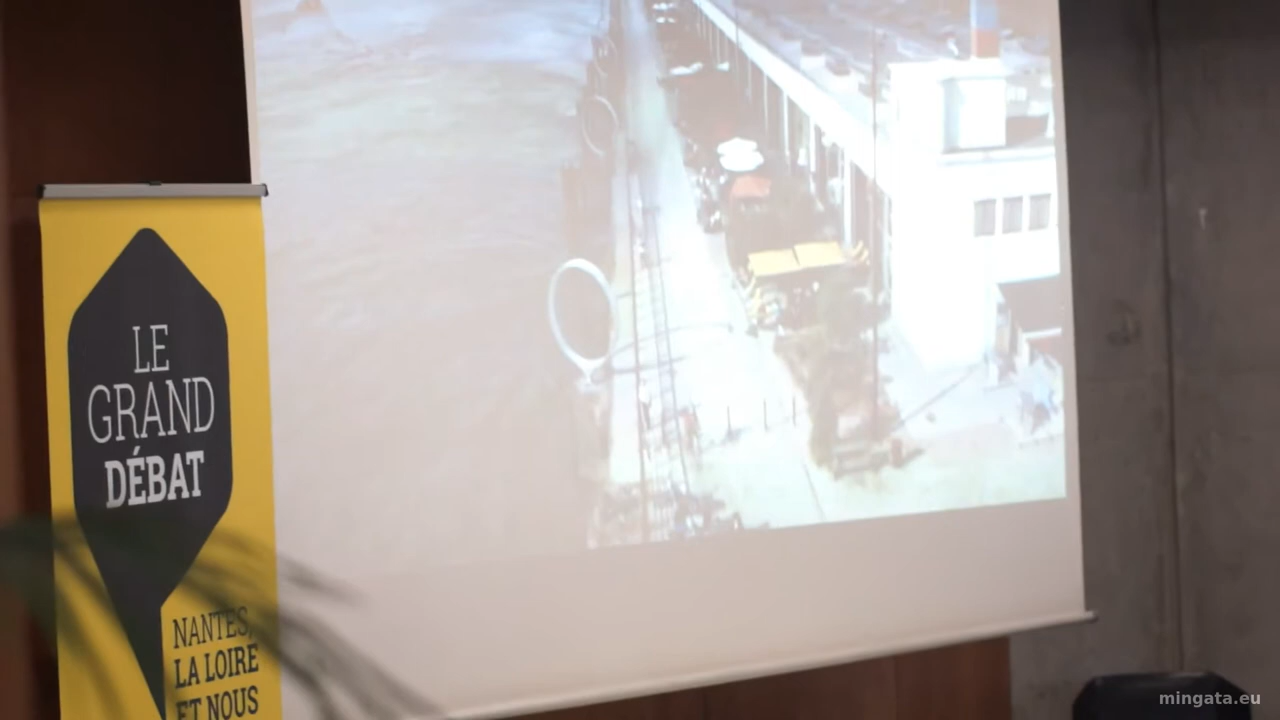 LE
GRAND
DÉBAT
NANTES,
LA LOIRE
ET NOUS
mingata.eu